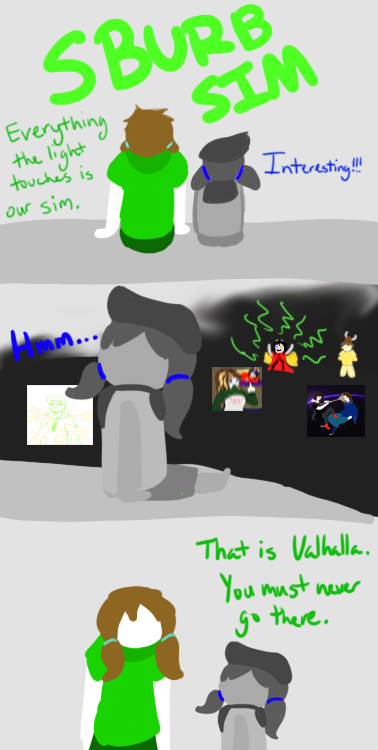 SBURB
SIM
Everything
the light
touches is
our sim.
Interesting!!!
Hmm...
That is Valhalla.
You must never
go there.